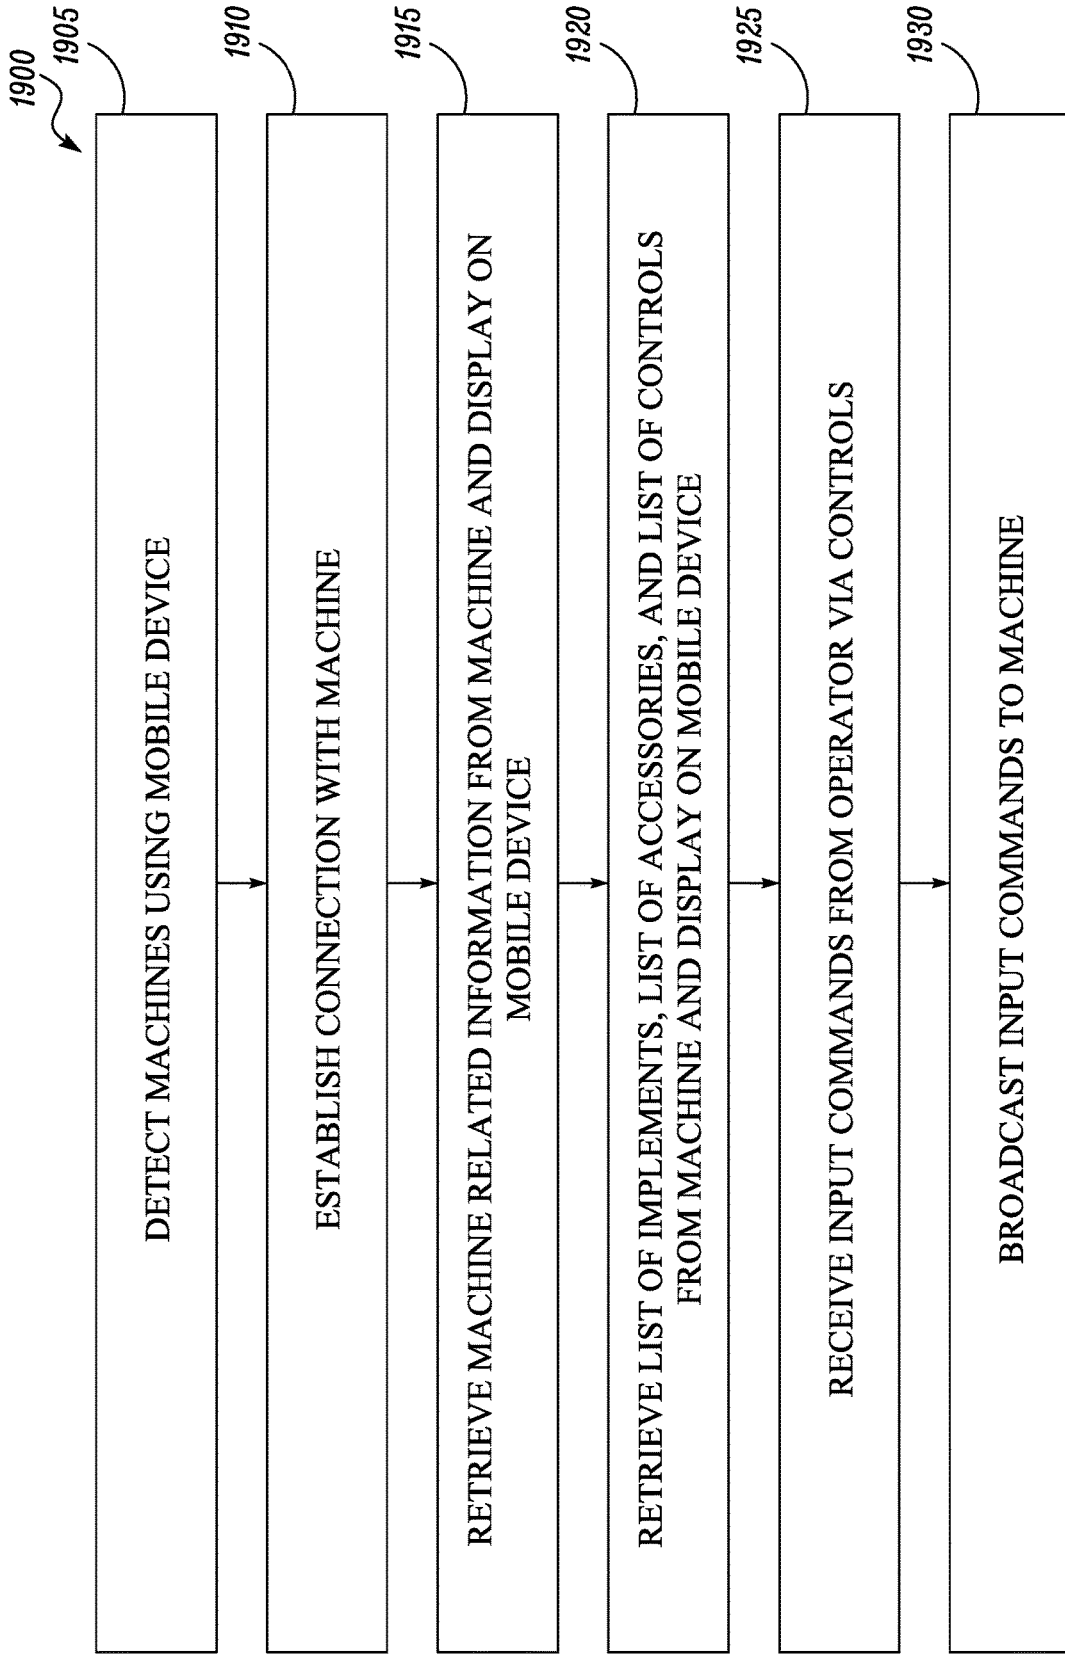 1900
1905
DETECT MACHINES USING MOBILE DEVICE
1910
ESTABLISH CONNECTION WITH MACHINE
1915
RETRIEVE MACHINE RELATED INFORMATION FROM MACHINE AND DISPLAY ON
MOBILE DEVICE
1920
RETRIEVE LIST OF IMPLEMENTS, LIST OF ACCESSORIES, AND LIST OF CONTROLS
FROM MACHINE AND DISPLAY ON MOBILE DEVICE
1925
RECEIVE INPUT COMMANDS FROM OPERATOR VIA CONTROLS
1930
BROADCAST INPUT COMMANDS TO MACHINE